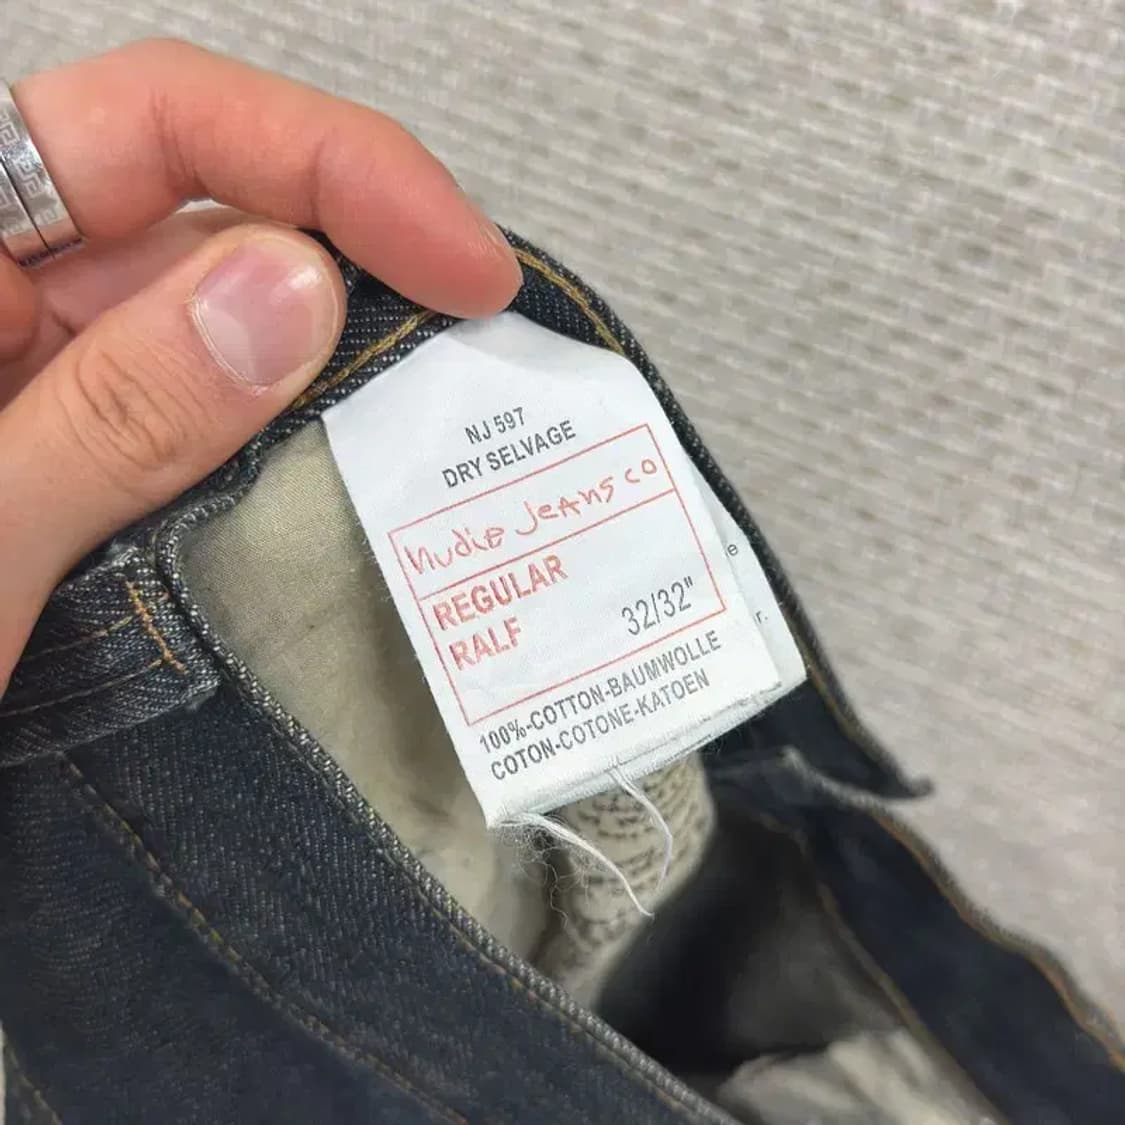 NJ 597
DRY SELVAGE
Nudie Jeans co
REGULAR
RALF
32/32"
100%-COTTON-BAUMWOLLE
COTON-COTONE-KATOEN
e
r.